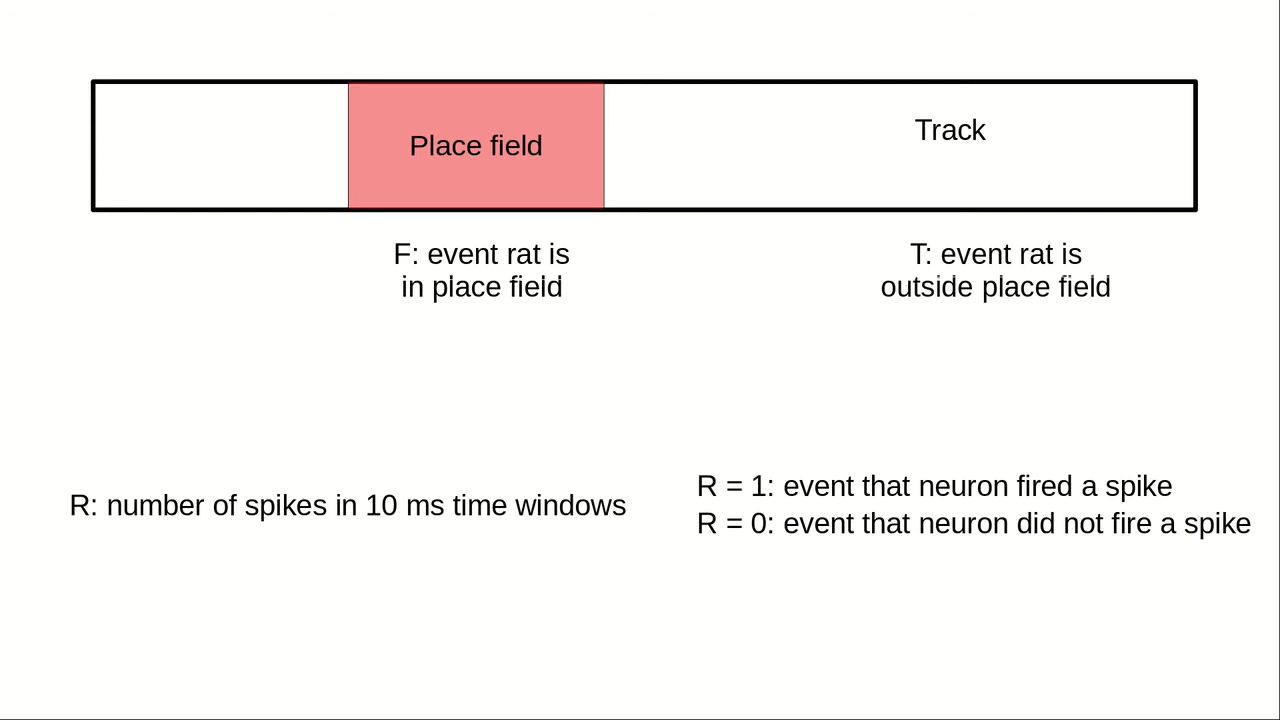 Place field
Track
F: event rat is
in place field
T: event rat is
outside place field
R: number of spikes in 10 ms time windows
R = 1: event that neuron fired a spike
R = 0: event that neuron did not fire a spike